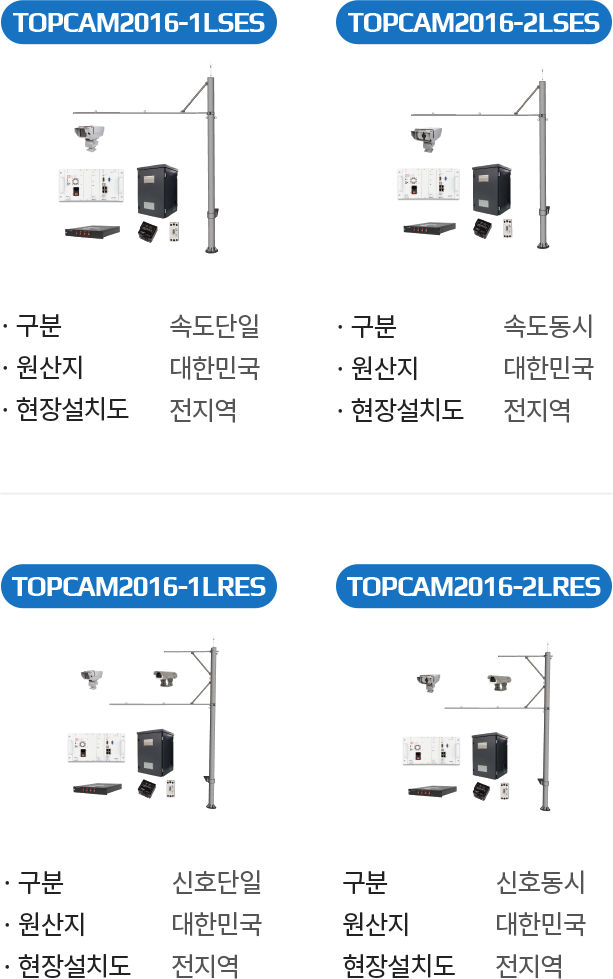 TOPCAM2016-1LSES
· 구분 속도단일
· 원산지 대한민국
· 현장설치도 전지역
TOPCAM2016-2LSES
· 구분 속도동시
· 원산지 대한민국
· 현장설치도 전지역
TOPCAM2016-1LRES
· 구분 신호단일
· 원산지 대한민국
· 현장설치도 전지역
TOPCAM2016-2LRES
구분 신호동시
원산지 대한민국
현장설치도 전지역